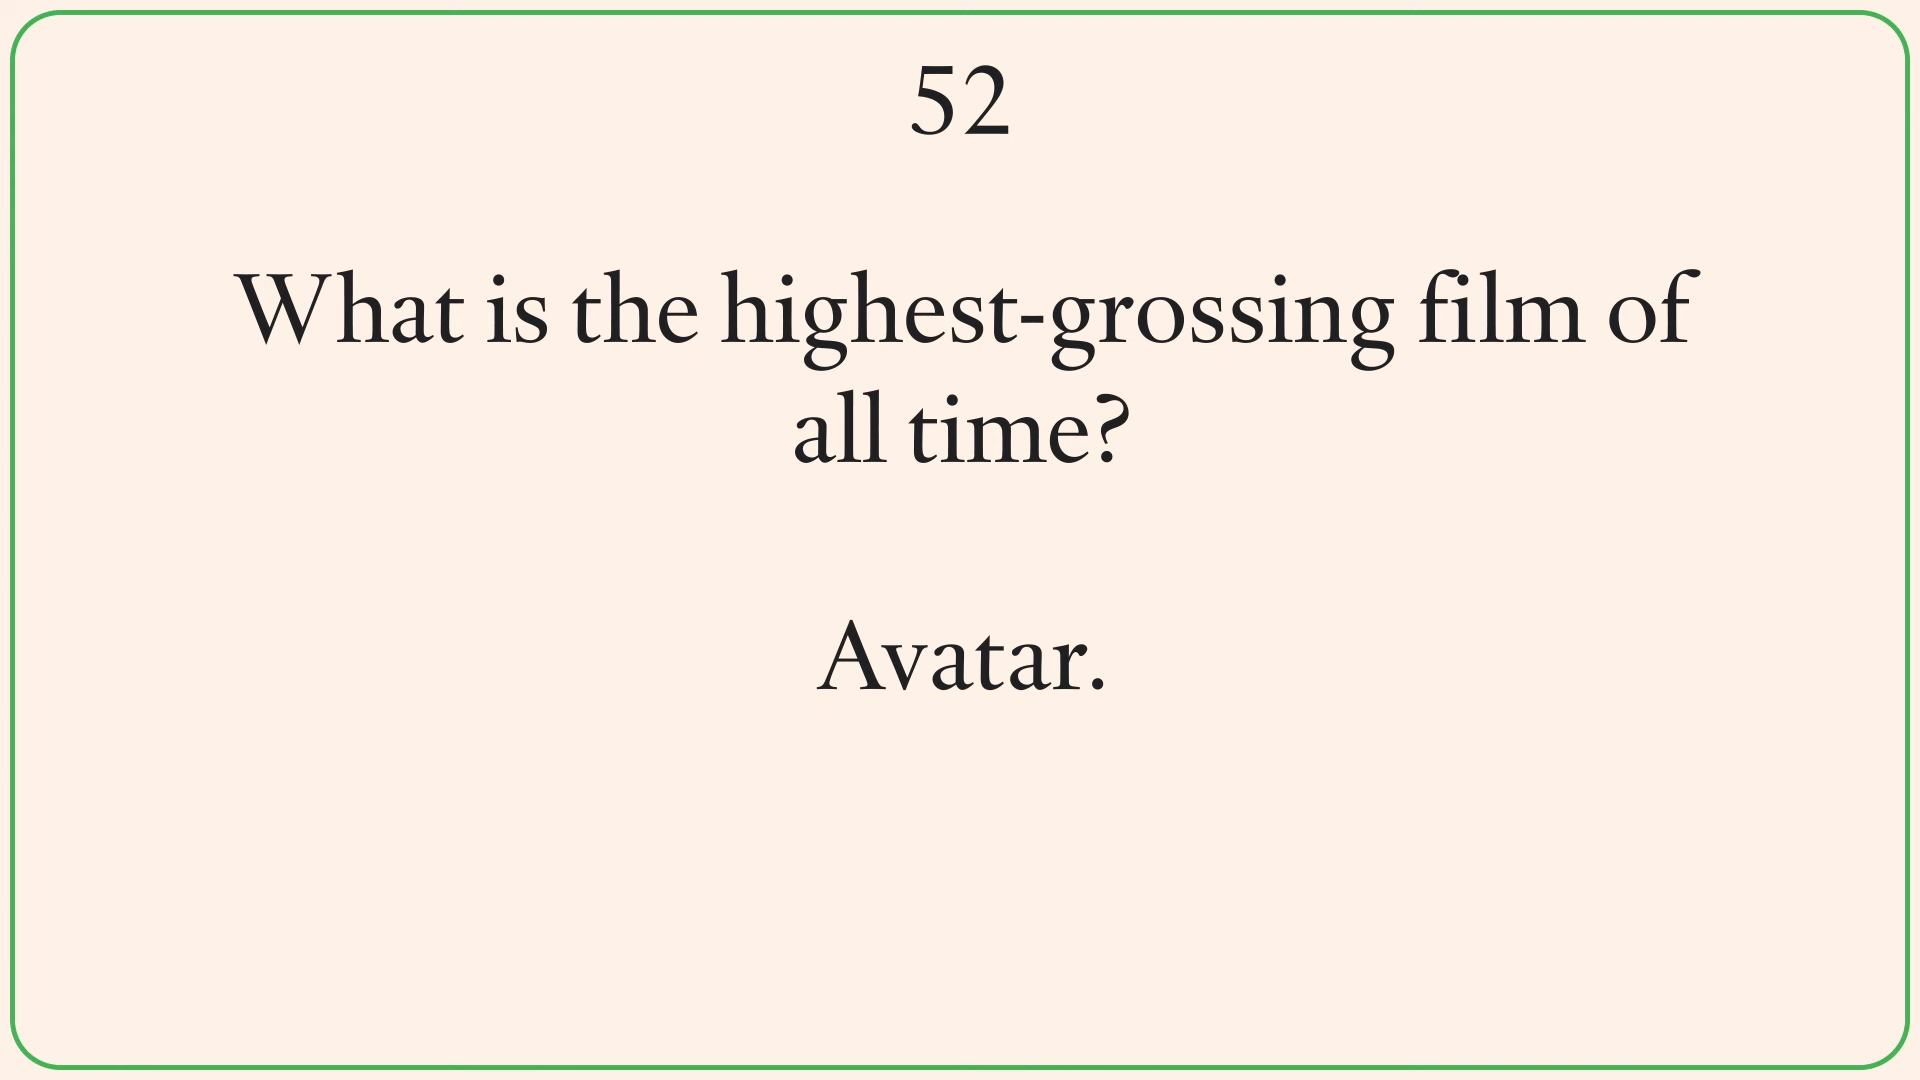 52
What is the highest-grossing film of
all time?
Avatar.